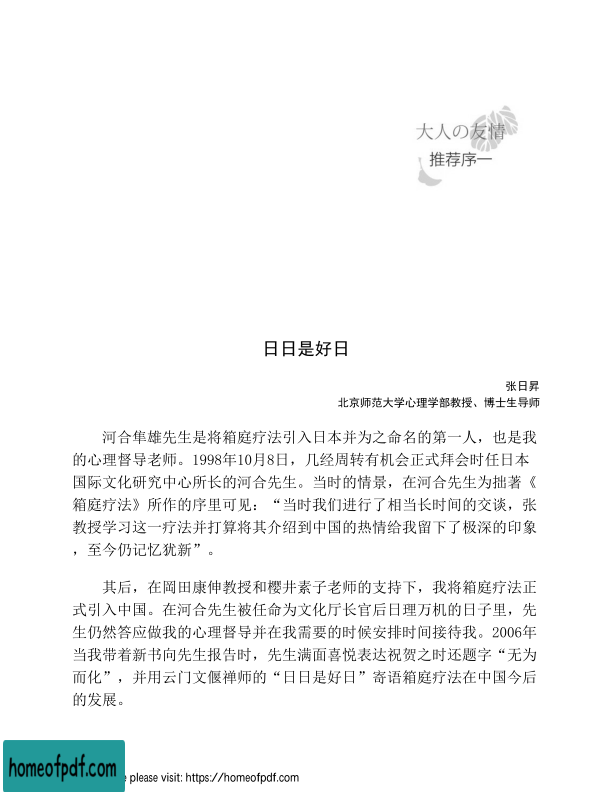 大人の友情
推荐序一
日日是好日
张日昇
北京师范大学心理学部教授、博士生导师
河合隼雄先生是将箱庭疗法引入日本并为之命名的第一人，也是我
的心理督导老师。1998年10月8日，几经周转有机会正式拜会时任日本
国际文化研究中心所长的河合先生。当时的情景，在河合先生为拙著《
箱庭疗法》所作的序里可见：“当时我们进行了相当长时间的交谈，张
教授学习这一疗法并打算将其介绍到中国的热情给我留下了极深的印象
，至今仍记忆犹新”。
其后，在岡田康伸教授和樱井素子老师的支持下，我将箱庭疗法正
式引入中国。在河合先生被任命为文化厅长官后日理万机的日子里，先
生仍然答应做我的心理督导并在我需要的时候安排时间接待我。2006年
当我带着新书向先生报告时，先生满面喜悦表达祝贺之时还题字“无为
而化”，并用云门文偃禅师的“日日是好日”寄语箱庭疗法在中国今后
的发展。
homeofpdf.com
please visit: https://homeofpdf.com